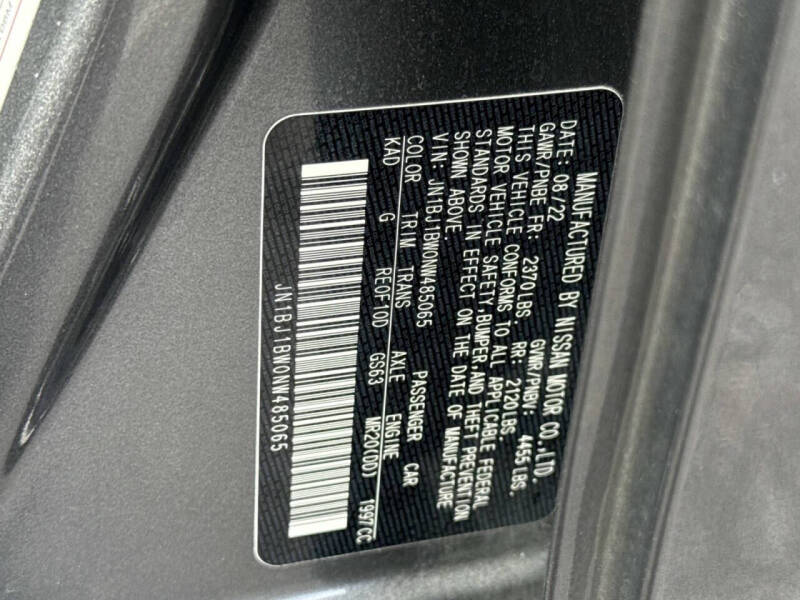 MANUFACTURED BY NISSAN MOTOR CO.,LTD.
DATE: 08/22 GVWR/PNBV: 4455LBS.
GAWR/PNBE FR: 2370LBS. RR: 2120LBS.
THIS VEHICLE CONFORMS TO ALL APPLICABLE FEDERAL
MOTOR VEHICLE SAFETY,BUMPER,AND THEFT PREVENTION
STANDARDS IN EFFECT ON THE DATE OF MANUFACTURE
SHOWN ABOVE.
VIN: JN1BJ1BW0NW485065 PASSENGER CAR
COLOR TRIM TRANS AXLE ENGINE
KAD G RE0F10D GS63 MR20(DD) 1997CC
JN1BJ1BW0NW485065